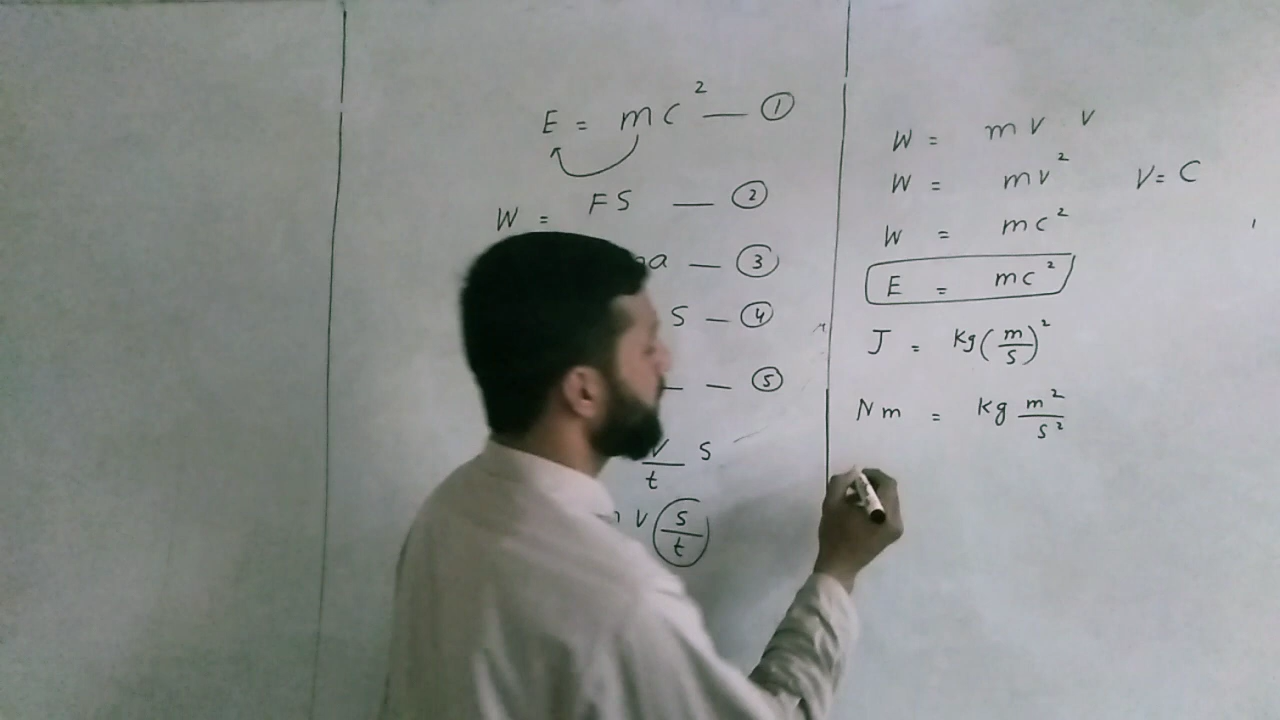 E = mc² — ①
W = FS — ②
a — ③
S — ④
— — ⑤
V/t S
V (S/t)
W = mv v
W = mv² V = C
W = mc²
E = mc²
J = kg (m/s)²
Nm = kg m²/s²